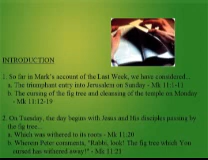 INTRODUCTION
1. So far in Mark's account of the Last Week, we have considered...
a. The triumphant entry into Jerusalem on Sunday - Mk 11:1-11
b. The cursing of the fig tree and cleansing of the temple on Monday
- Mk 11:12-19
2. On Tuesday, the day begins with Jesus and His disciples passing by
the fig tree...
a. Which was withered to its roots - Mk 11:20
b. Whereon Peter comments, "Rabbi, look! The fig tree which You
cursed has withered away!" - Mk 11:21